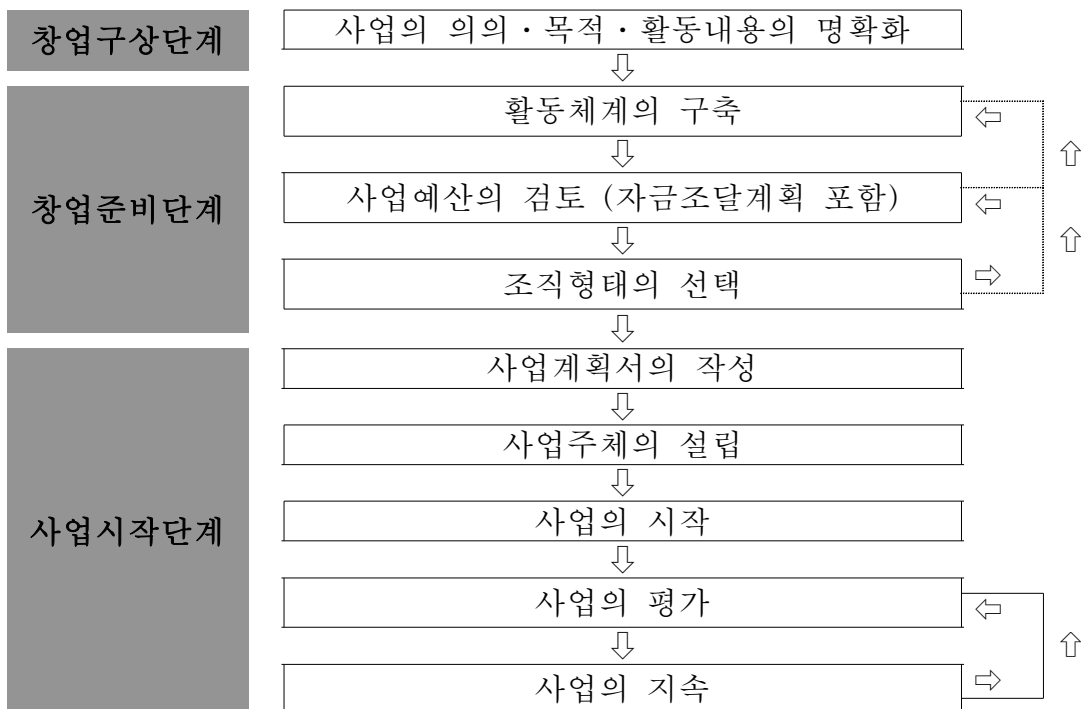 창업구상단계
사업의 의의・목적・활동내용의 명확화
⇩
창업준비단계
활동체계의 구축
⇦
⇩
⇧
사업예산의 검토 (자금조달계획 포함)
⇦
⇩
⇧
조직형태의 선택
⇨
⇩
사업시작단계
사업계획서의 작성
⇩
사업주체의 설립
⇩
사업의 시작
⇩
사업의 평가
⇦
⇩
⇧
사업의 지속
⇨